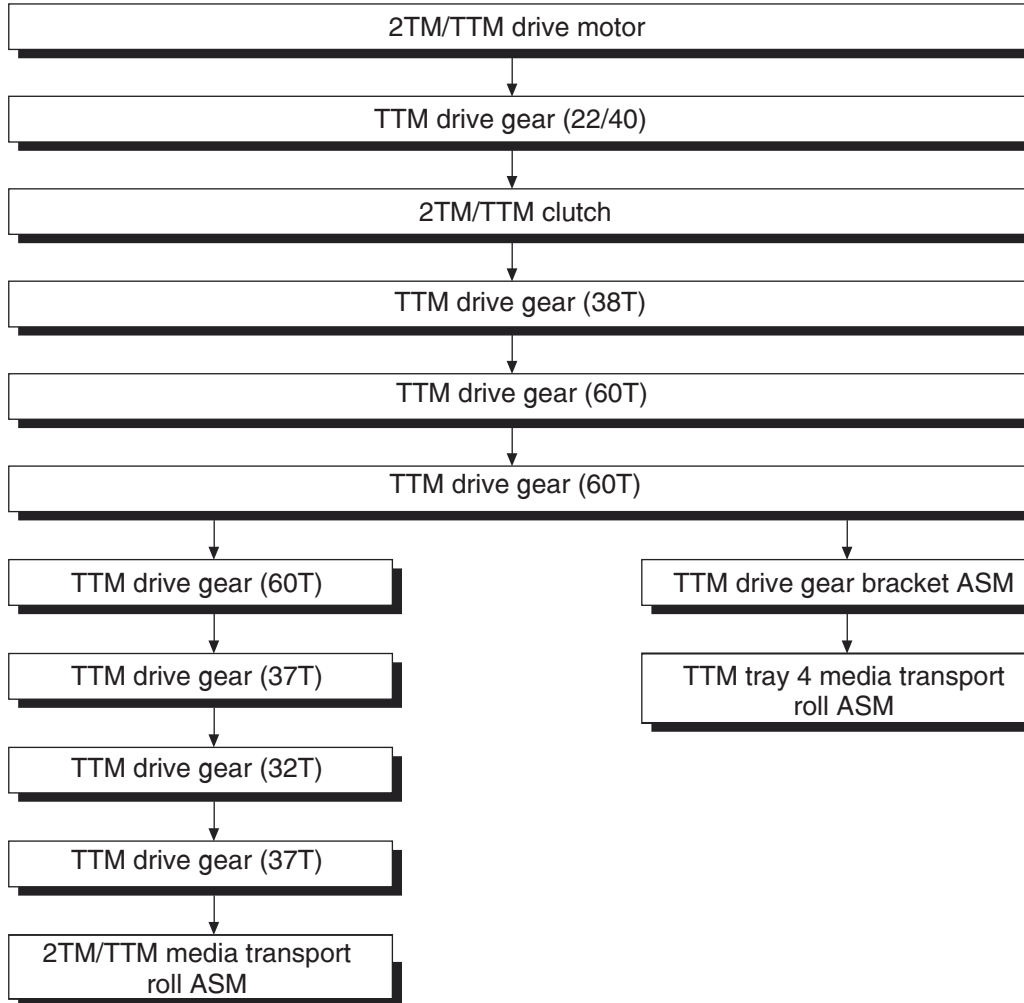 2TM/TTM drive motor
TTM drive gear (22/40)
2TM/TTM clutch
TTM drive gear (38T)
TTM drive gear (60T)
TTM drive gear (60T)
TTM drive gear (60T)
TTM drive gear (37T)
TTM drive gear (32T)
TTM drive gear (37T)
2TM/TTM media transport
roll ASM
TTM drive gear bracket ASM
TTM tray 4 media transport
roll ASM